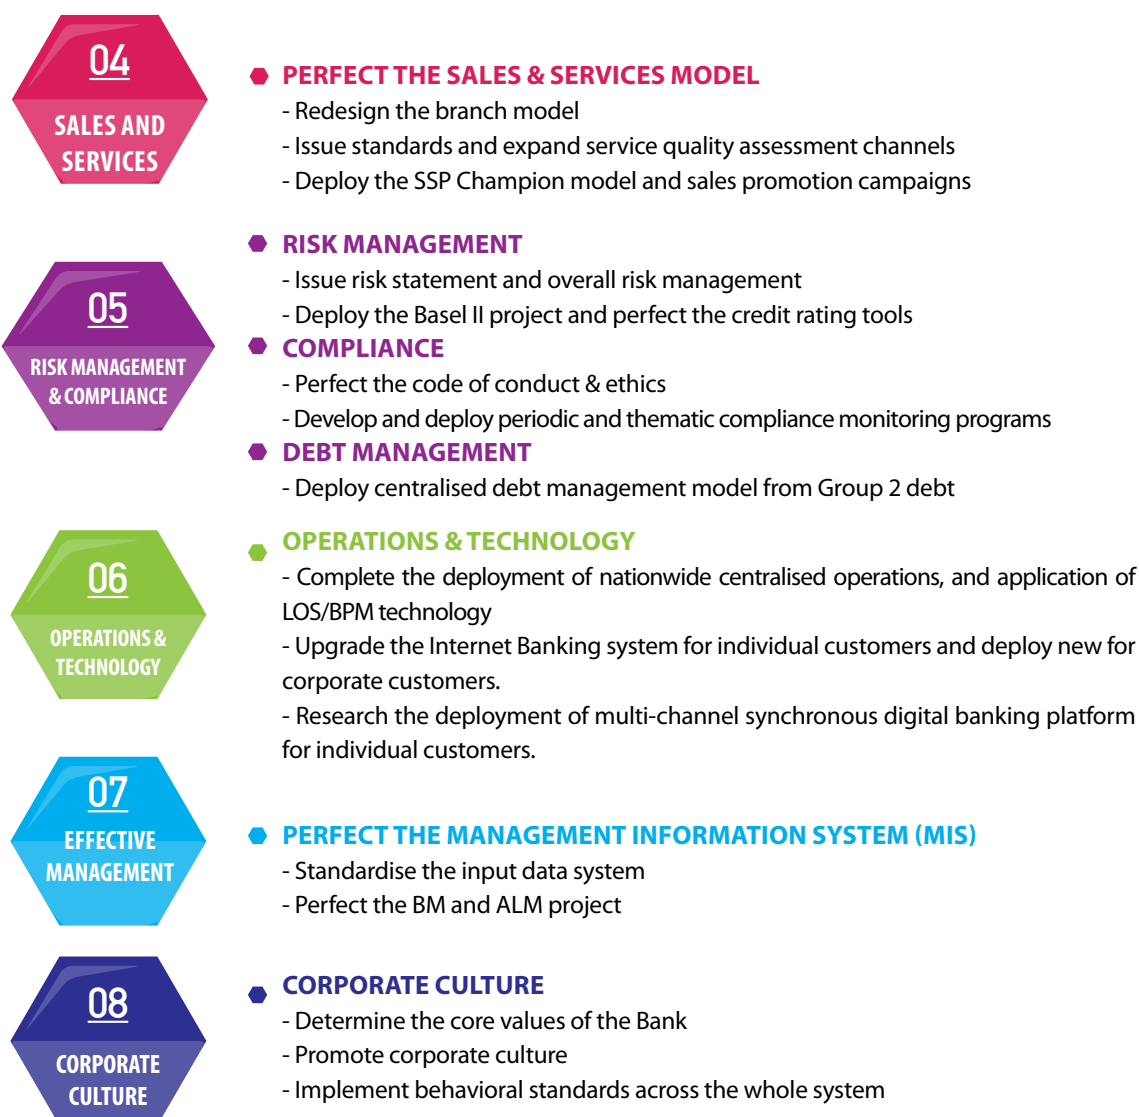 04
SALES AND
SERVICES
PERFECT THE SALES & SERVICES MODEL
- Redesign the branch model
- Issue standards and expand service quality assessment channels
- Deploy the SSP Champion model and sales promotion campaigns
05
RISK MANAGEMENT
& COMPLIANCE
RISK MANAGEMENT
- Issue risk statement and overall risk management
- Deploy the Basel II project and perfect the credit rating tools
COMPLIANCE
- Perfect the code of conduct & ethics
- Develop and deploy periodic and thematic compliance monitoring programs
DEBT MANAGEMENT
- Deploy centralised debt management model from Group 2 debt
06
OPERATIONS &
TECHNOLOGY
OPERATIONS & TECHNOLOGY
- Complete the deployment of nationwide centralised operations, and application of
LOS/BPM technology
- Upgrade the Internet Banking system for individual customers and deploy new for
corporate customers.
- Research the deployment of multi-channel synchronous digital banking platform
for individual customers.
07
EFFECTIVE
MANAGEMENT
PERFECT THE MANAGEMENT INFORMATION SYSTEM (MIS)
- Standardise the input data system
- Perfect the BM and ALM project
08
CORPORATE
CULTURE
CORPORATE CULTURE
- Determine the core values of the Bank
- Promote corporate culture
- Implement behavioral standards across the whole system